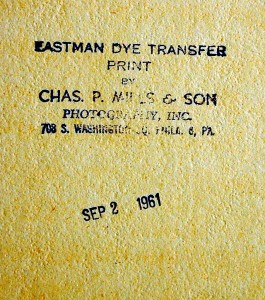 EASTMAN DYE TRANSFER
PRINT
BY
CHAS. P. MILLS & SON
PHOTOGRAPHY, INC.
708 S. WASHINGTON SQ. PHILA. 6, PA.
SEP 2 1961